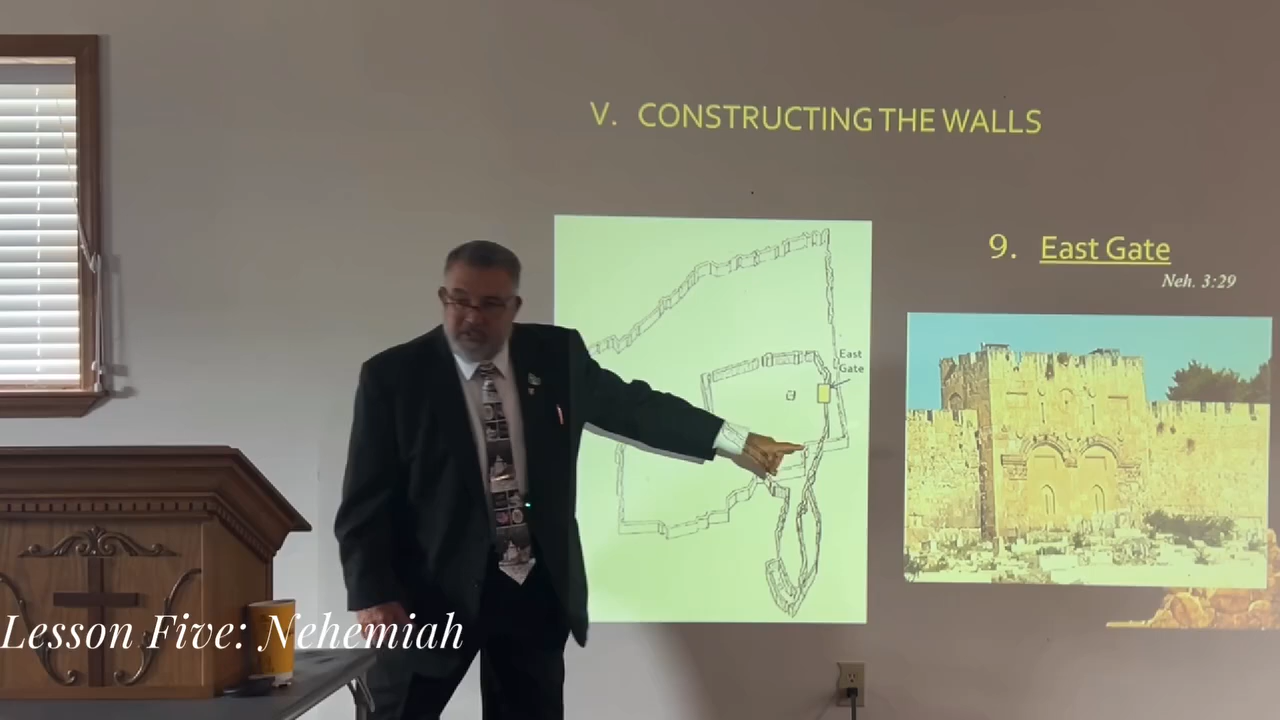 V. CONSTRUCTING THE WALLS
9. East Gate
Neh. 3:29
East
Gate
Lesson Five: Nehemiah